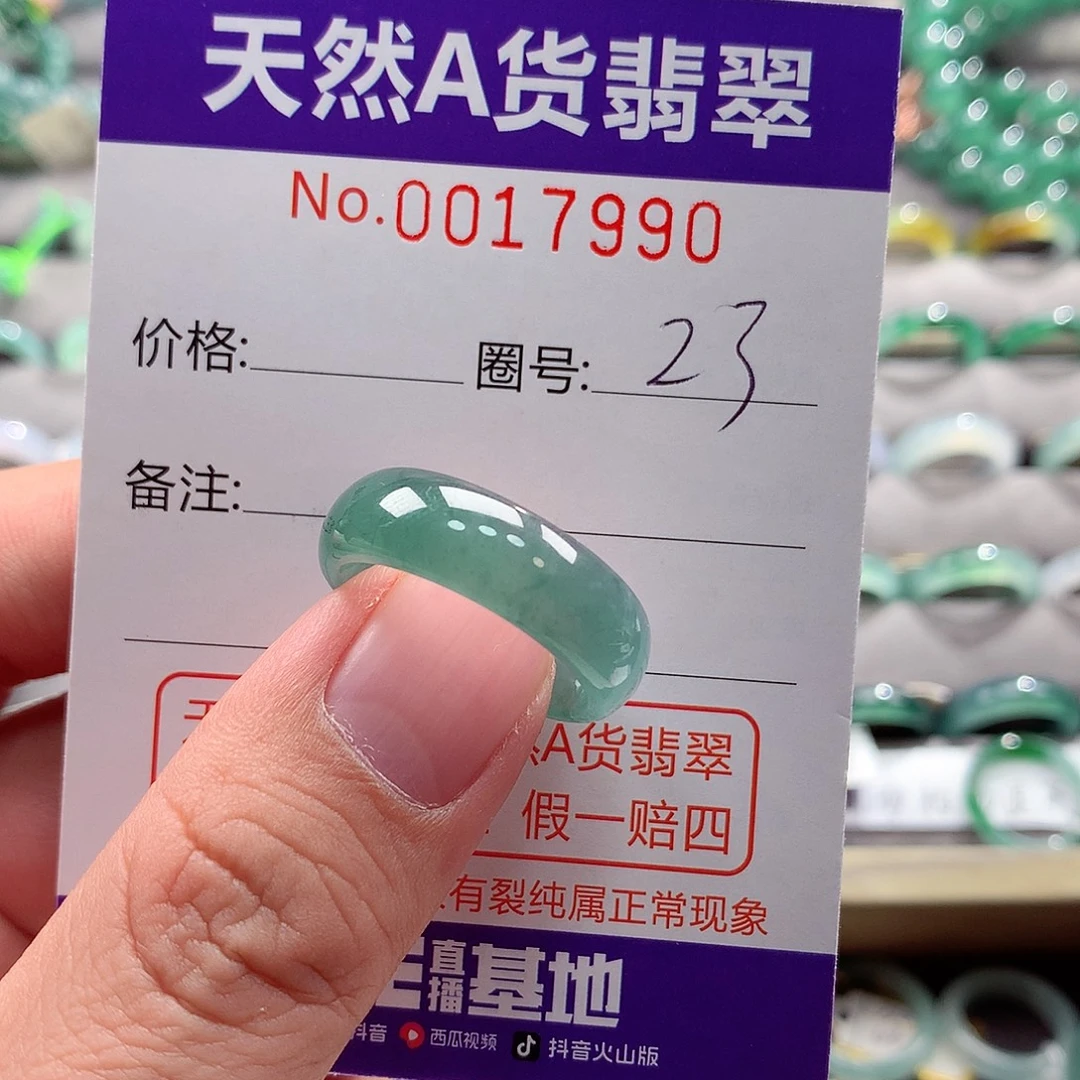 天然A货翡翠
No.0017990
价格: 圈号: 23
备注:
A货翡翠
假一赔四
有裂纯属正常现象
直播基地
抖音 西瓜视频 抖音火山版